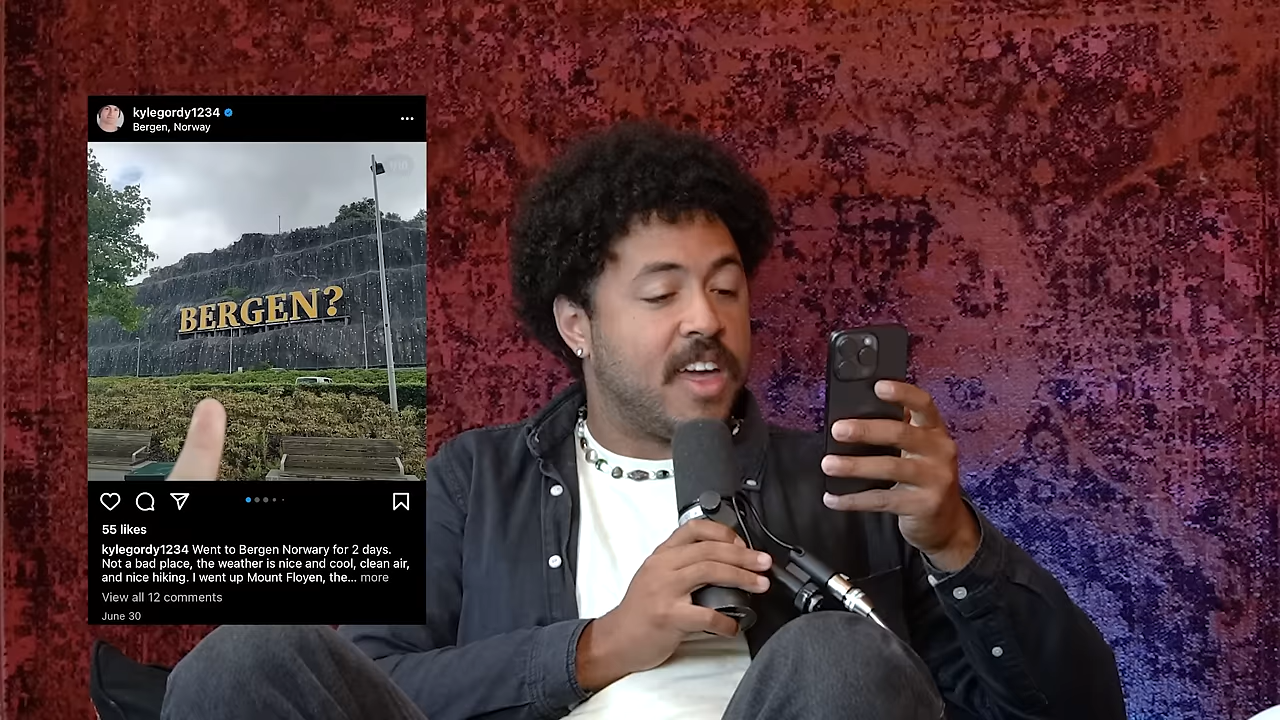 kylegordy1234
Bergen, Norway
BERGEN?
55 likes
kylegordy1234 Went to Bergen Norwary for 2 days.
Not a bad place, the weather is nice and cool, clean air,
and nice hiking. I went up Mount Floyen, the... more
View all 12 comments
June 30